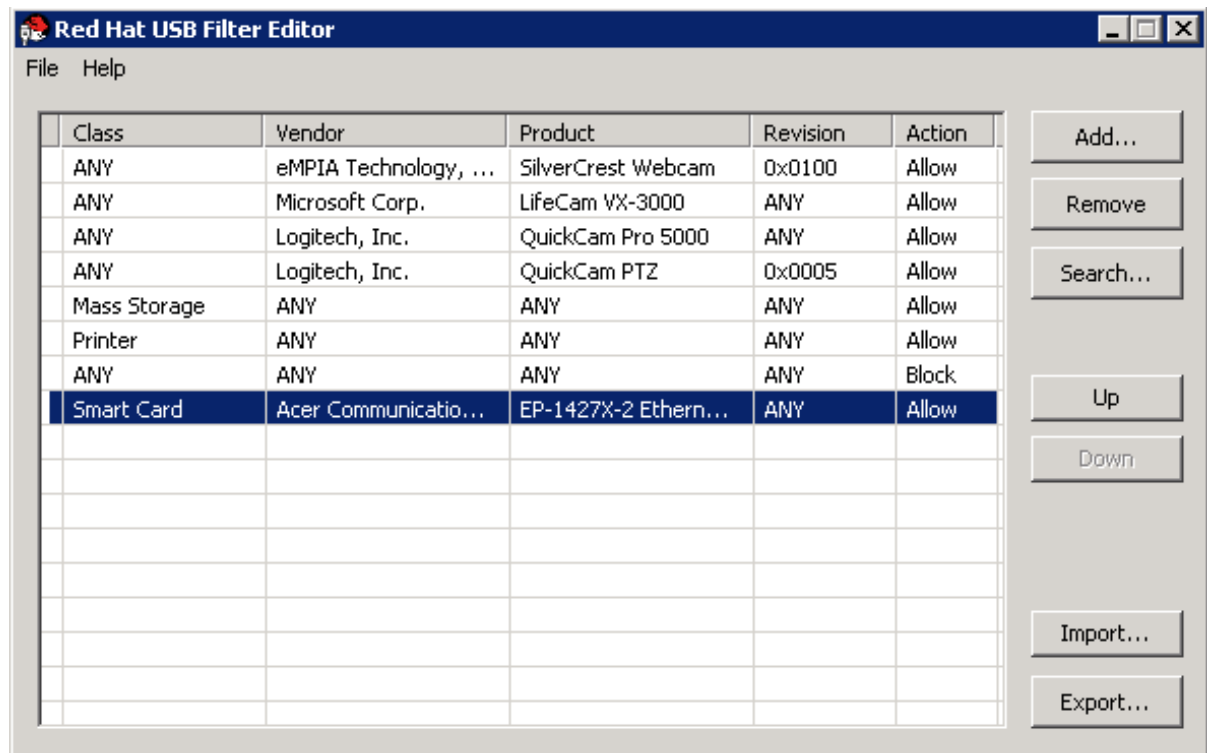 Red Hat USB Filter Editor
File Help
Class Vendor Product Revision Action
ANY eMPIA Technology, ... SilverCrest Webcam 0x0100 Allow
ANY Microsoft Corp. LifeCam VX-3000 ANY Allow
ANY Logitech, Inc. QuickCam Pro 5000 ANY Allow
ANY Logitech, Inc. QuickCam PTZ 0x0005 Allow
Mass Storage ANY ANY ANY Allow
Printer ANY ANY ANY Allow
ANY ANY ANY ANY Block
Smart Card Acer Communicatio... EP-1427X-2 Ethern... ANY Allow
Add...
Remove
Search...
Up
Down
Import...
Export...